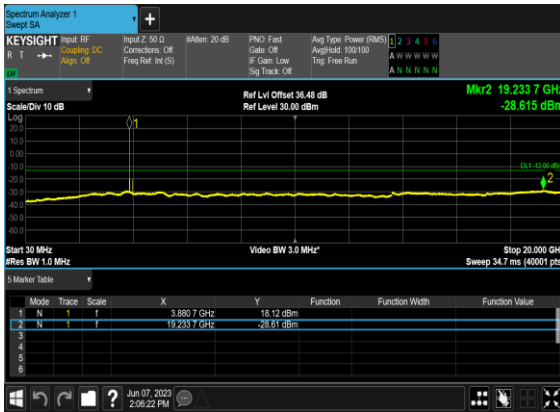 Spectrum Analyzer 1
Swept SA
+
KEYSIGHT Input: RF Input Z: 50 Ω #Atten: 20 dB PNO: Fast Avg Type: Power (RMS) 1 2 3 4 5 6
R T Coupling: DC Corrections: Off Gate: Off Avg|Hold: 100/100 A W W W W W
Align: Off Freq Ref: Int (S) IF Gain: Low Trig: Free Run
Sig Track: Off A N N N N N
1 Spectrum Ref Lvl Offset 36.48 dB Mkr2 19.233 7 GHz
Scale/Div 10 dB Ref Level 30.00 dBm -28.615 dBm
Log
20.0
10.0
0.00
-10.0
-20.0
-30.0
-40.0
-50.0
-60.0
1
DL1 -13.00 dBm
2
Start 30 MHz Video BW 3.0 MHz* Stop 20.000 GHz
#Res BW 1.0 MHz Sweep 34.7 ms (40001 pts)
5 Marker Table
Mode Trace Scale X Y Function Function Width Function Value
1 N 1 f 3.880 7 GHz 18.12 dBm
2 N 1 f 19.233 7 GHz -28.61 dBm
3
4
5
6
? Jun 07, 2023
2:06:22 PM